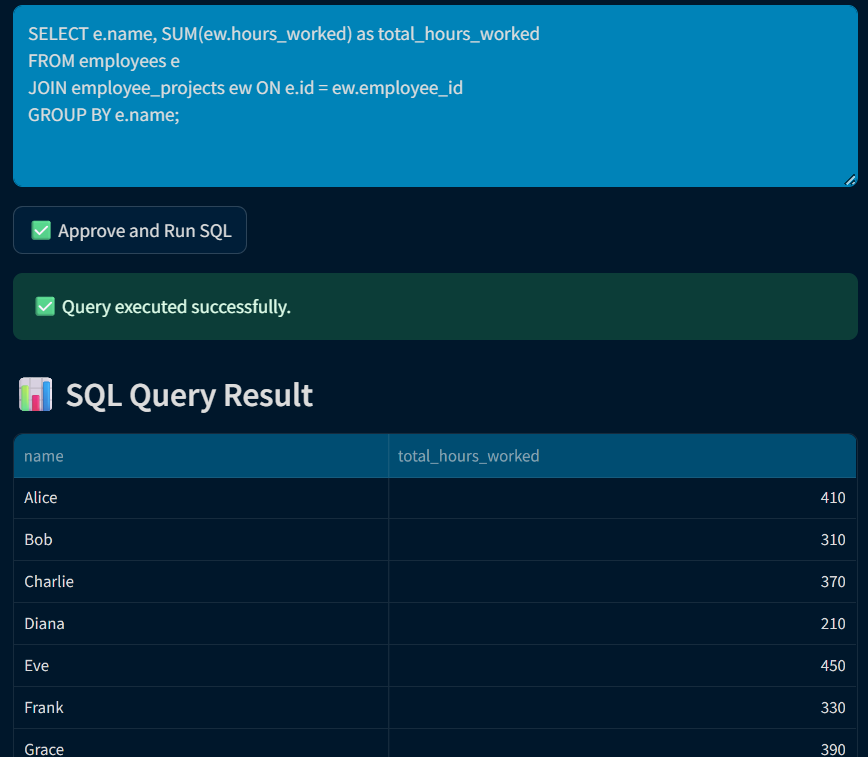 SELECT e.name, SUM(ew.hours_worked) as total_hours_worked
FROM employees e
JOIN employee_projects ew ON e.id = ew.employee_id
GROUP BY e.name;
Approve and Run SQL
Query executed successfully.
SQL Query Result
name total_hours_worked
Alice 410
Bob 310
Charlie 370
Diana 210
Eve 450
Frank 330
Grace 390